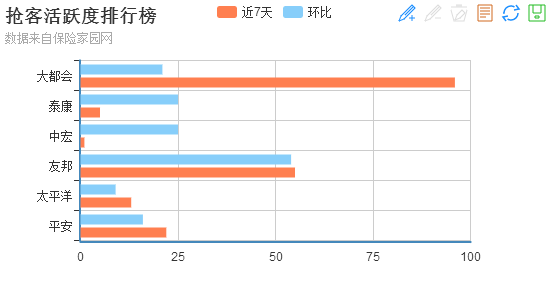 抢客活跃度排行榜
近7天 环比
数据来自保险家园网
大都会
泰康
中宏
友邦
太平洋
平安
0 25 50 75 100